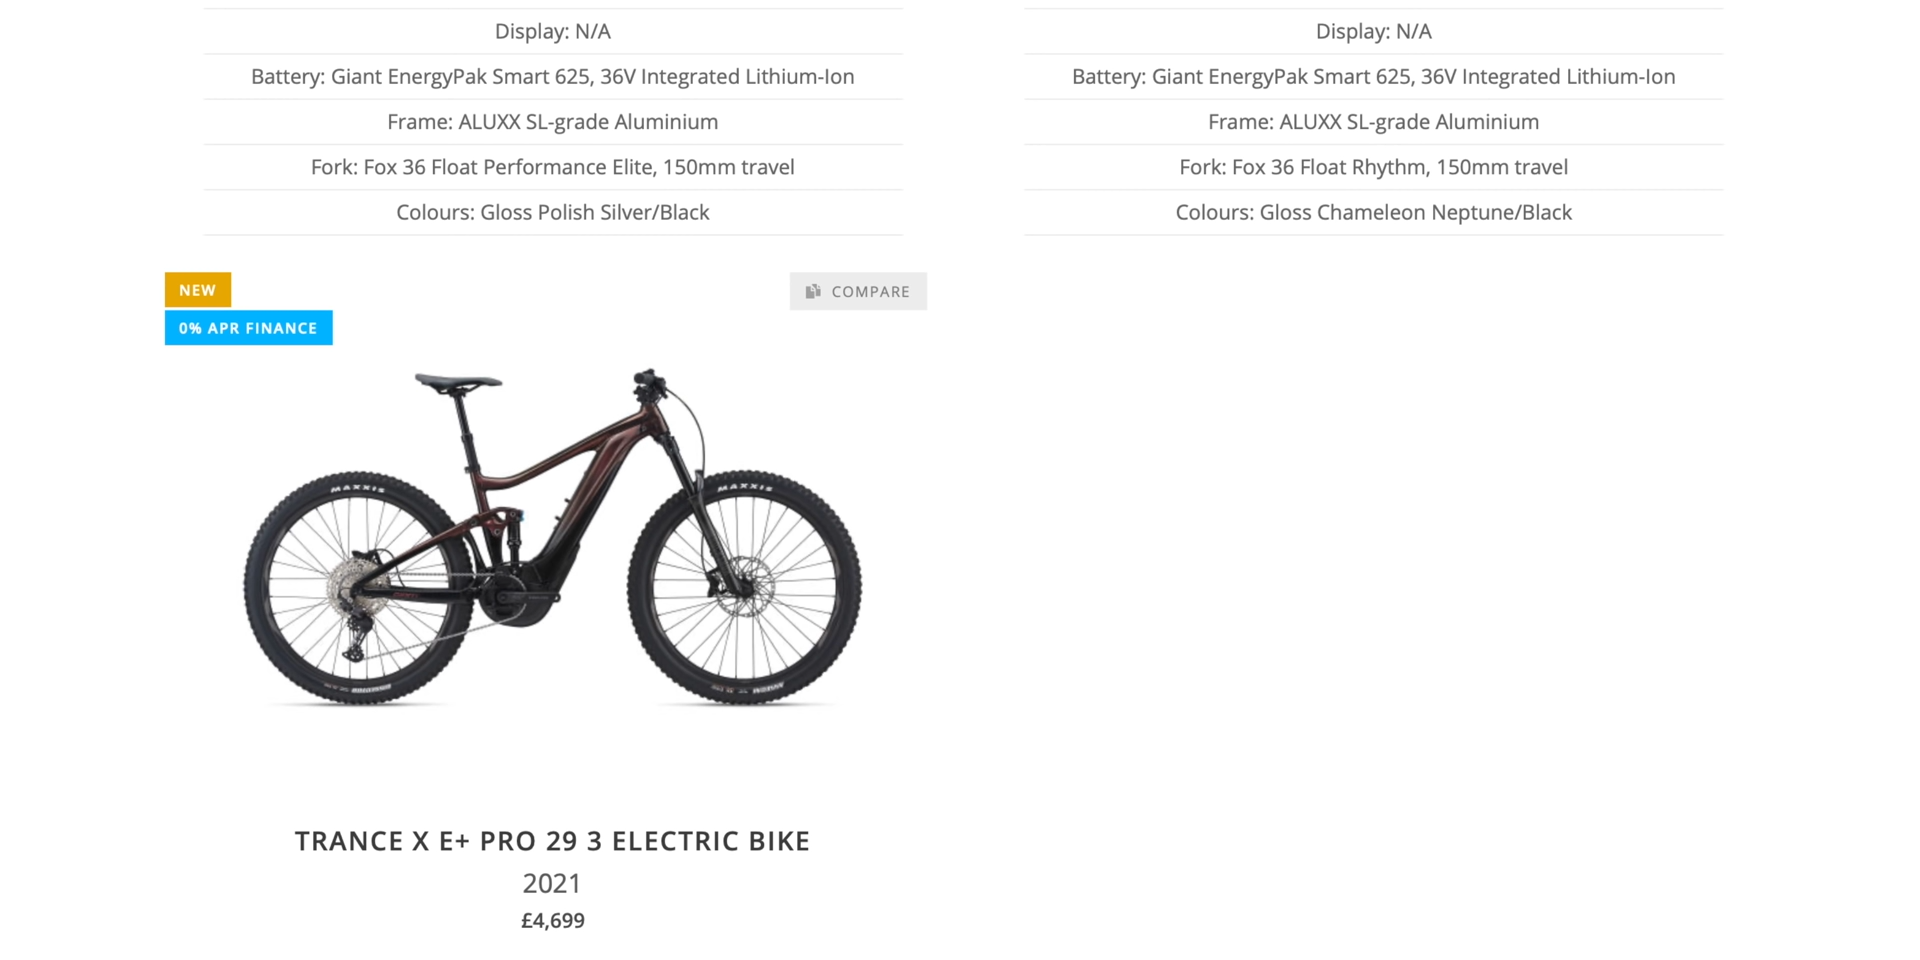 Display: N/A
Battery: Giant EnergyPak Smart 625, 36V Integrated Lithium-Ion
Frame: ALUXX SL-grade Aluminium
Fork: Fox 36 Float Performance Elite, 150mm travel
Colours: Gloss Polish Silver/Black
Display: N/A
Battery: Giant EnergyPak Smart 625, 36V Integrated Lithium-Ion
Frame: ALUXX SL-grade Aluminium
Fork: Fox 36 Float Rhythm, 150mm travel
Colours: Gloss Chameleon Neptune/Black
NEW
0% APR FINANCE
COMPARE
MAXXIS
MAXXIS
TRANCE X E+ PRO 29 3 ELECTRIC BIKE
2021
£4,699